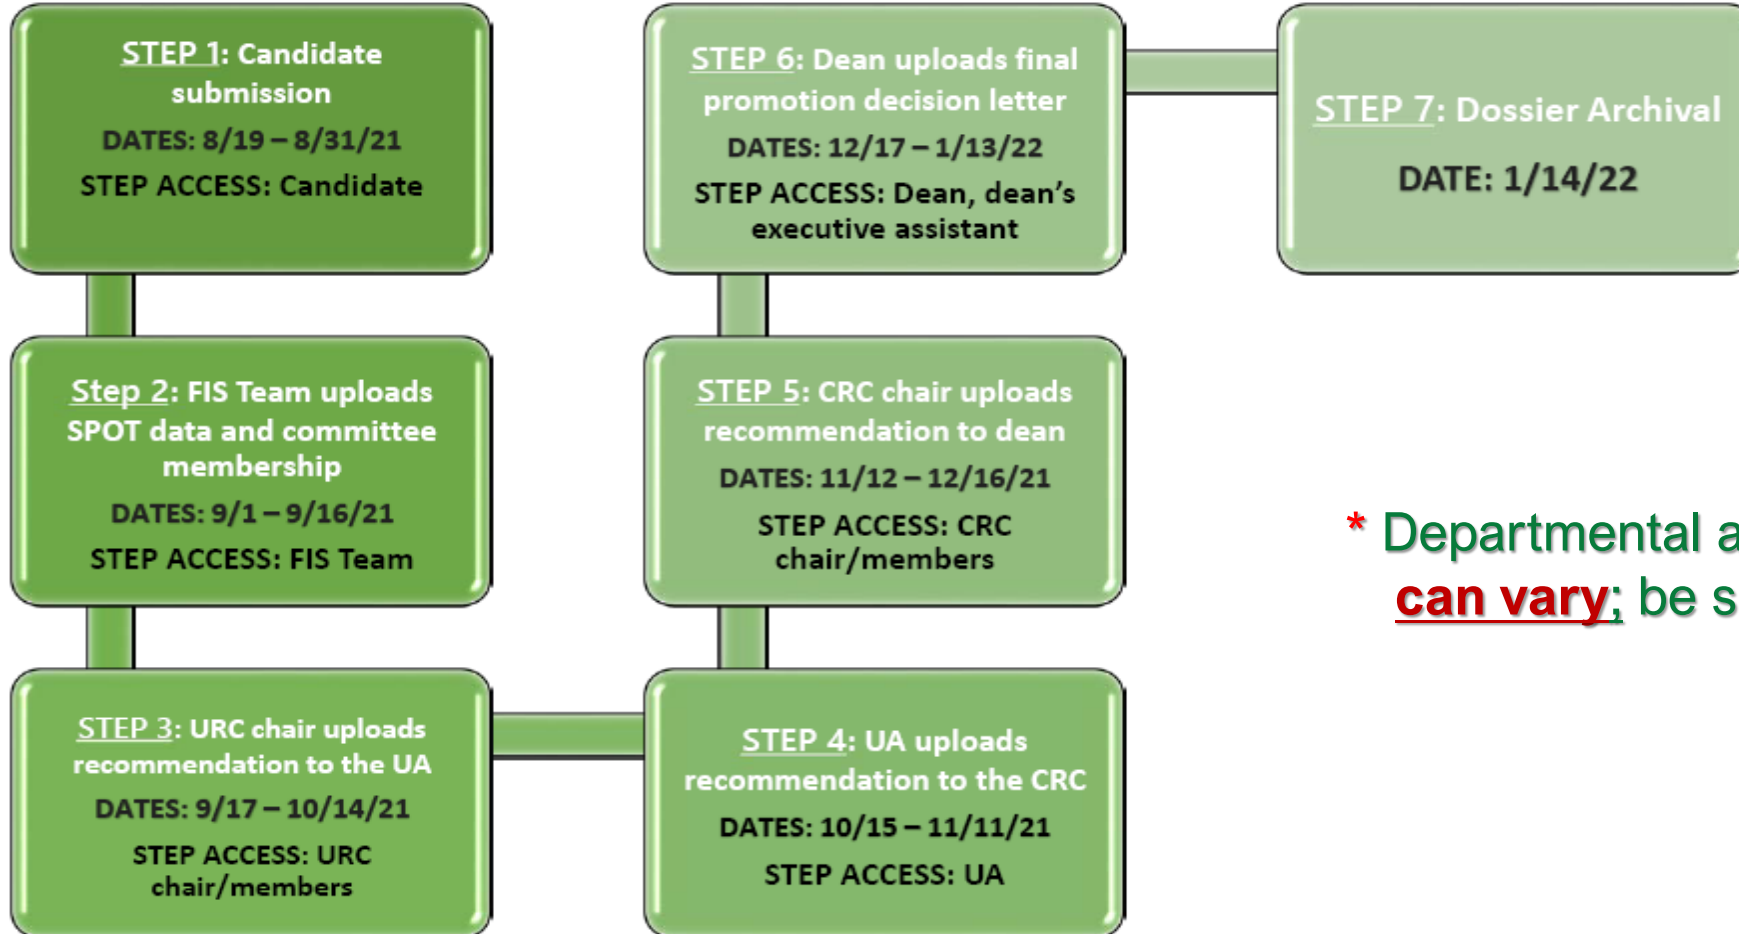 STEP 1: Candidate
submission
DATES: 8/19 – 8/31/21
STEP ACCESS: Candidate
Step 2: FIS Team uploads
SPOT data and committee
membership
DATES: 9/1 – 9/16/21
STEP ACCESS: FIS Team
STEP 3: URC chair uploads
recommendation to the UA
DATES: 9/17 – 10/14/21
STEP ACCESS: URC
chair/members
STEP 4: UA uploads
recommendation to the CRC
DATES: 10/15 – 11/11/21
STEP ACCESS: UA
STEP 5: CRC chair uploads
recommendation to dean
DATES: 11/12 – 12/16/21
STEP ACCESS: CRC
chair/members
STEP 6: Dean uploads final
promotion decision letter
DATES: 12/17 – 1/13/22
STEP ACCESS: Dean, dean’s
executive assistant
STEP 7: Dossier Archival
DATE: 1/14/22
* Departmental
can vary; be